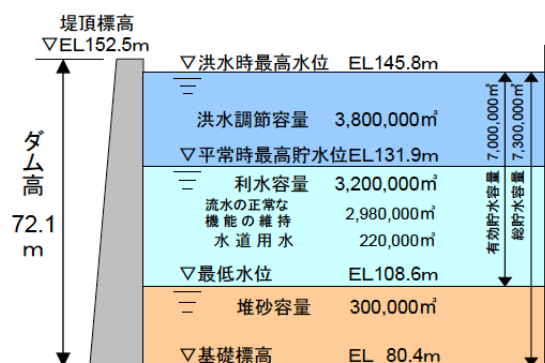 堤頂標高
▽EL152.5m
▽洪水時最高水位 EL145.8m
洪水調節容量 3,800,000㎥
▽平常時最高貯水位EL131.9m
利水容量 3,200,000㎥
流水の正常な
機能の維持 2,980,000㎥
水道用水 220,000㎥
▽最低水位 EL108.6m
堆砂容量 300,000㎥
▽基礎標高 EL 80.4m
ダム高
72.1
m
有効貯水容量 7,000,000㎥
総貯水容量 7,300,000㎥